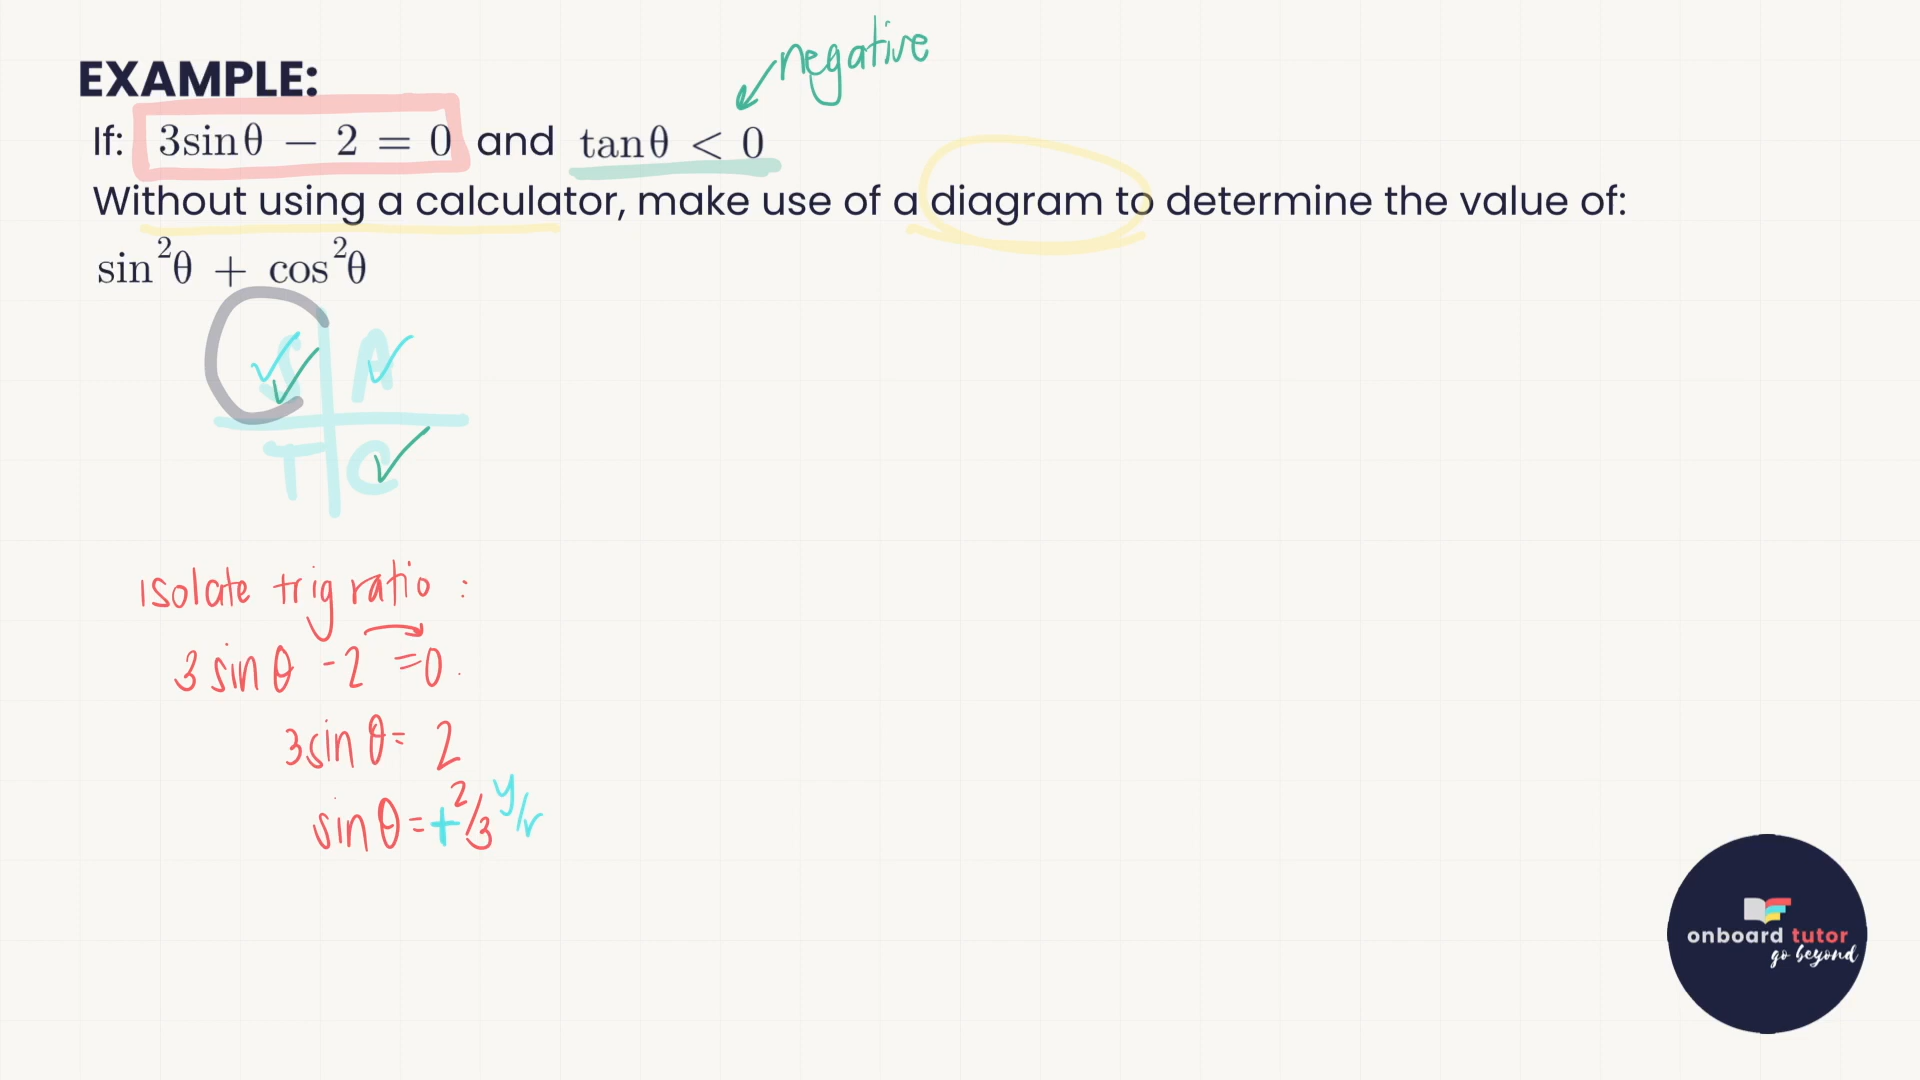 negative
EXAMPLE:
If: 3sinθ − 2 = 0 and tanθ < 0
Without using a calculator, make use of a diagram to determine the value of:
sin²θ + cos²θ
S A
T C
isolate trig ratio :
3 sin θ - 2 = 0.
3 sin θ = 2
sin θ = + 2/3 y/r
onboard tutor
go beyond